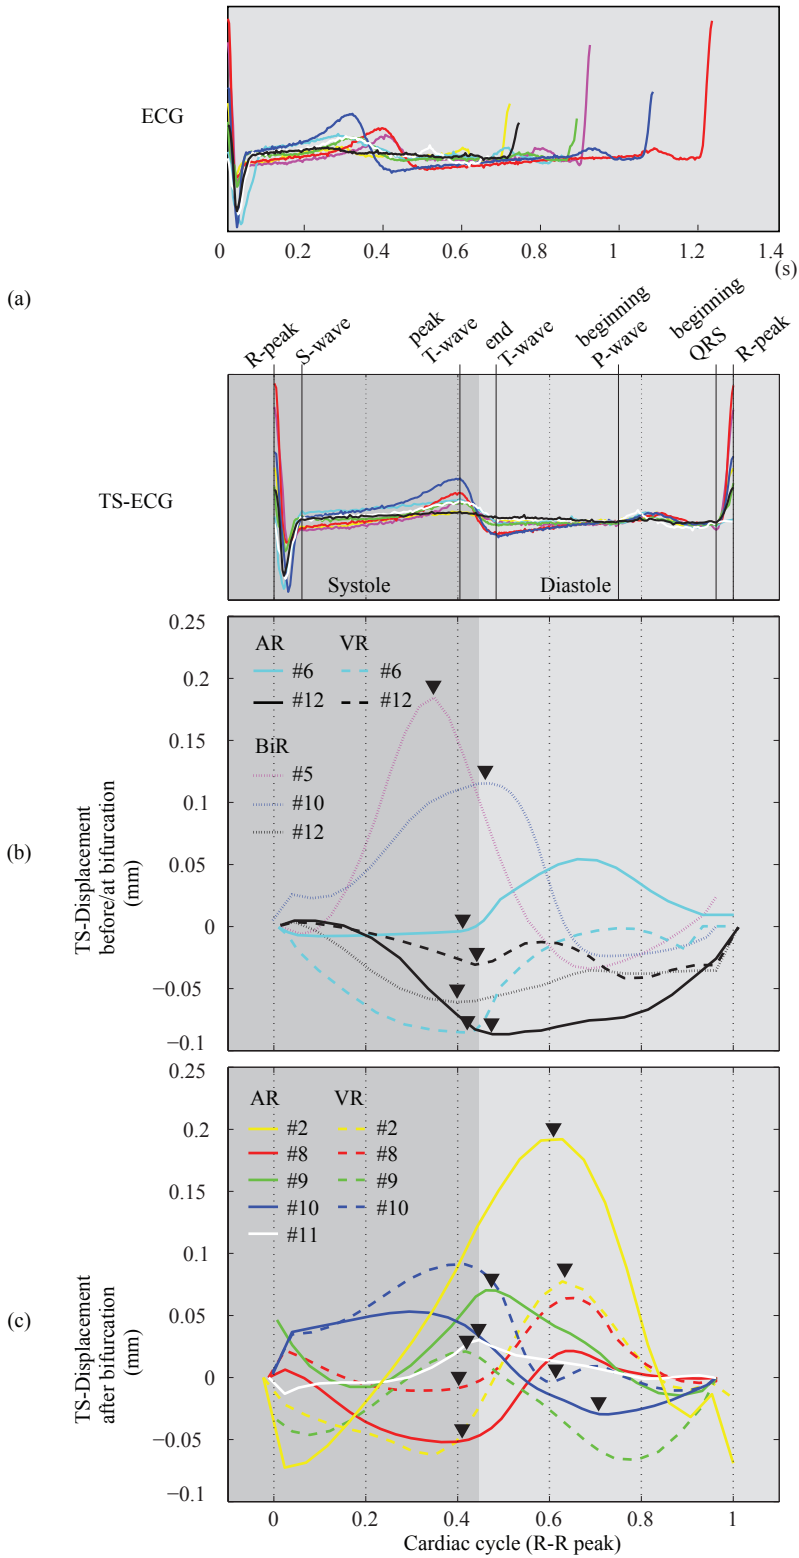 ECG
0 0.2 0.4 0.6 0.8 1 1.2 1.4
(s)
(a)
R-peak
S-wave
peak
T-wave
end
T-wave
beginning
P-wave
beginning
QRS
R-peak
TS-ECG
Systole
Diastole
0.25
0.2
0.15
0.1
0.05
0
−0.05
−0.1
AR VR
#6 #6
#12 #12
BiR
#5
#10
#12
(b)
TS-Displacement
before/at bifurcation
(mm)
0.25
0.2
0.15
0.1
0.05
0
−0.05
−0.1
AR VR
#2 #2
#8 #8
#9 #9
#10 #10
#11
(c)
TS-Displacement
after bifurcation
(mm)
0 0.2 0.4 0.6 0.8 1
Cardiac cycle (R-R peak)